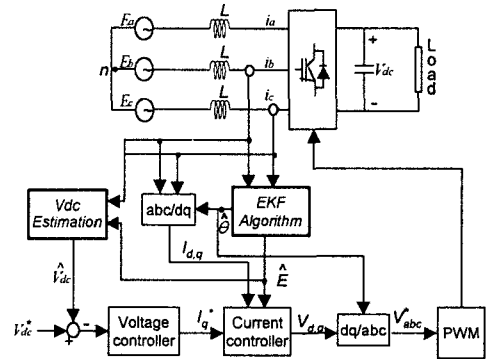 Ea L ia
Eb L ib
n
Ec L ic
+
Vdc
-
Load
Vdc Estimation
abc/dq
EKF Algorithm
θ̂
I d,q
Ê
V̂dc
Vdc* + -
Voltage controller
Iq*
Current controller
Vd,q
dq/abc
V*abc
PWM